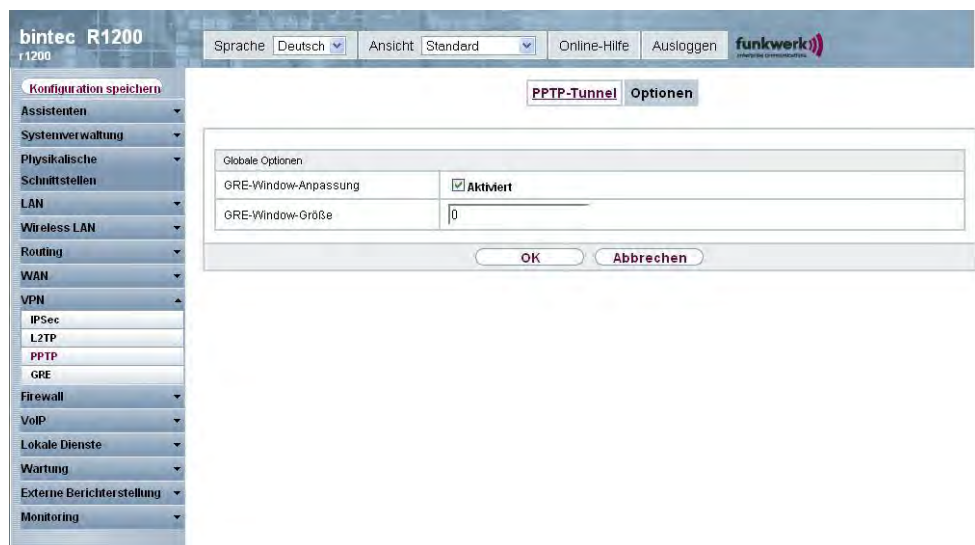 bintec R1200
r1200
Sprache Deutsch Ansicht Standard Online-Hilfe Ausloggen funkwerk
Konfiguration speichern
PPTP-Tunnel Optionen
Assistenten
Systemverwaltung
Physikalische
Schnittstellen
LAN
Wireless LAN
Routing
WAN
VPN
IPSec
L2TP
PPTP
GRE
Firewall
VoIP
Lokale Dienste
Wartung
Externe Berichterstellung
Monitoring
Globale Optionen
GRE-Window-Anpassung Aktiviert
GRE-Window-Größe 0
OK Abbrechen